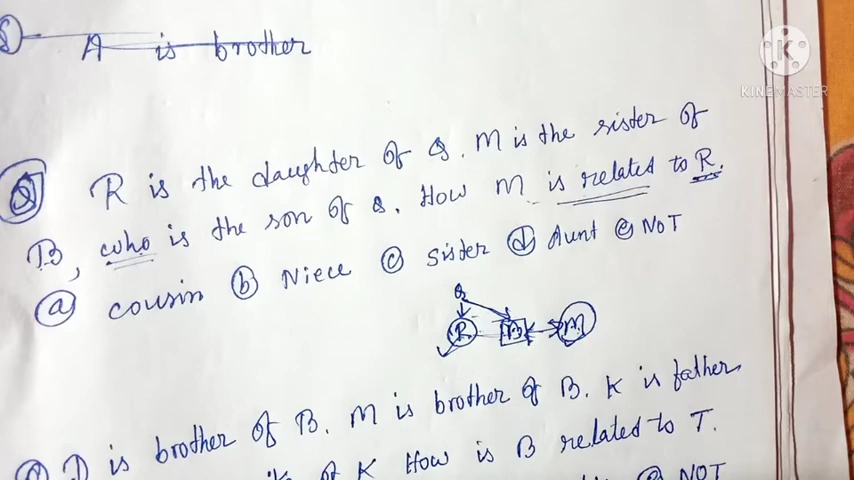 A is brother
K
KINEMASTER
Q R is the daughter of Q. M is the sister of
B, who is the son of Q. How M is related to R.
a cousin b Niece c Sister d Aunt e NOT
Q
R B M
D is brother of B. M is brother of B. K is father
of K How is B related to T.
e NOT